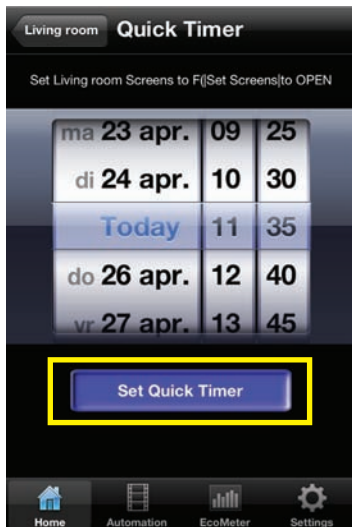 Living room Quick Timer
Set Living room Screens to F(|Set Screens|to OPEN
ma 23 apr. 09 25
di 24 apr. 10 30
Today 11 35
do 26 apr. 12 40
vr 27 apr. 13 45
Set Quick Timer
Home Automation EcoMeter Settings